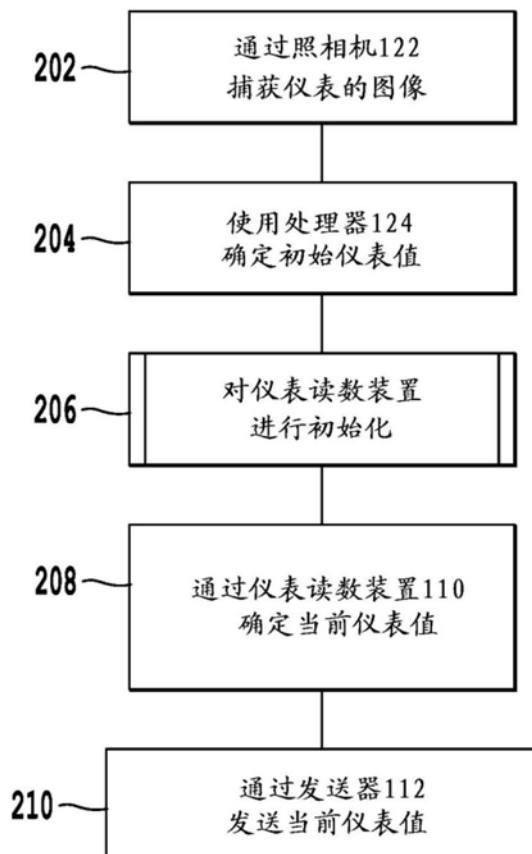 202
通过照相机122
捕获仪表的图像
204
使用处理器124
确定初始仪表值
206
对仪表读数装置
进行初始化
208
通过仪表读数装置110
确定当前仪表值
210
通过发送器112
发送当前仪表值